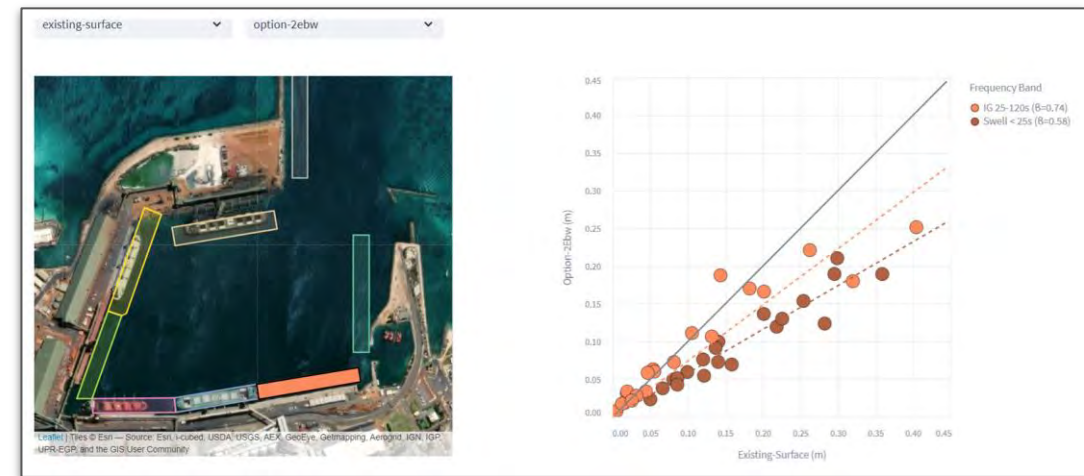 existing-surface
option-2ebw
Leaflet | Tiles © Esri — Source: Esri, i-cubed, USDA, USGS, AEX, GeoEye, Getmapping, Aerogrid, IGN, IGP,
UPR-EGP, and the GIS User Community
0.45
0.40
0.35
0.30
0.25
0.20
0.15
0.10
0.05
0.00
Option-2Ebw (m)
0.00 0.05 0.10 0.15 0.20 0.25 0.30 0.35 0.40 0.45
Existing-Surface (m)
Frequency Band
IG 25-120s (β=0.74)
Swell < 25s (β=0.58)